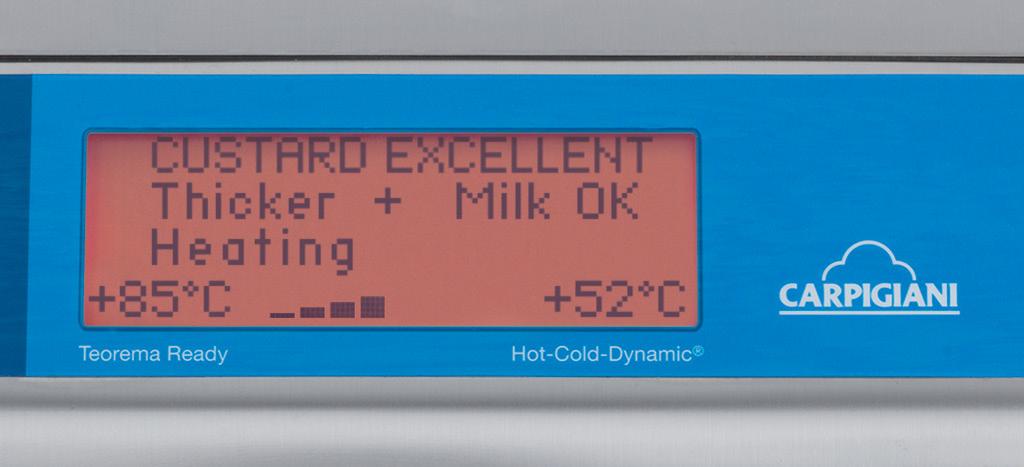 CUSTARD EXCELLENT
Thicker + Milk OK
Heating
+85°C +52°C
Teorema Ready
Hot-Cold-Dynamic®
CARPIGIANI